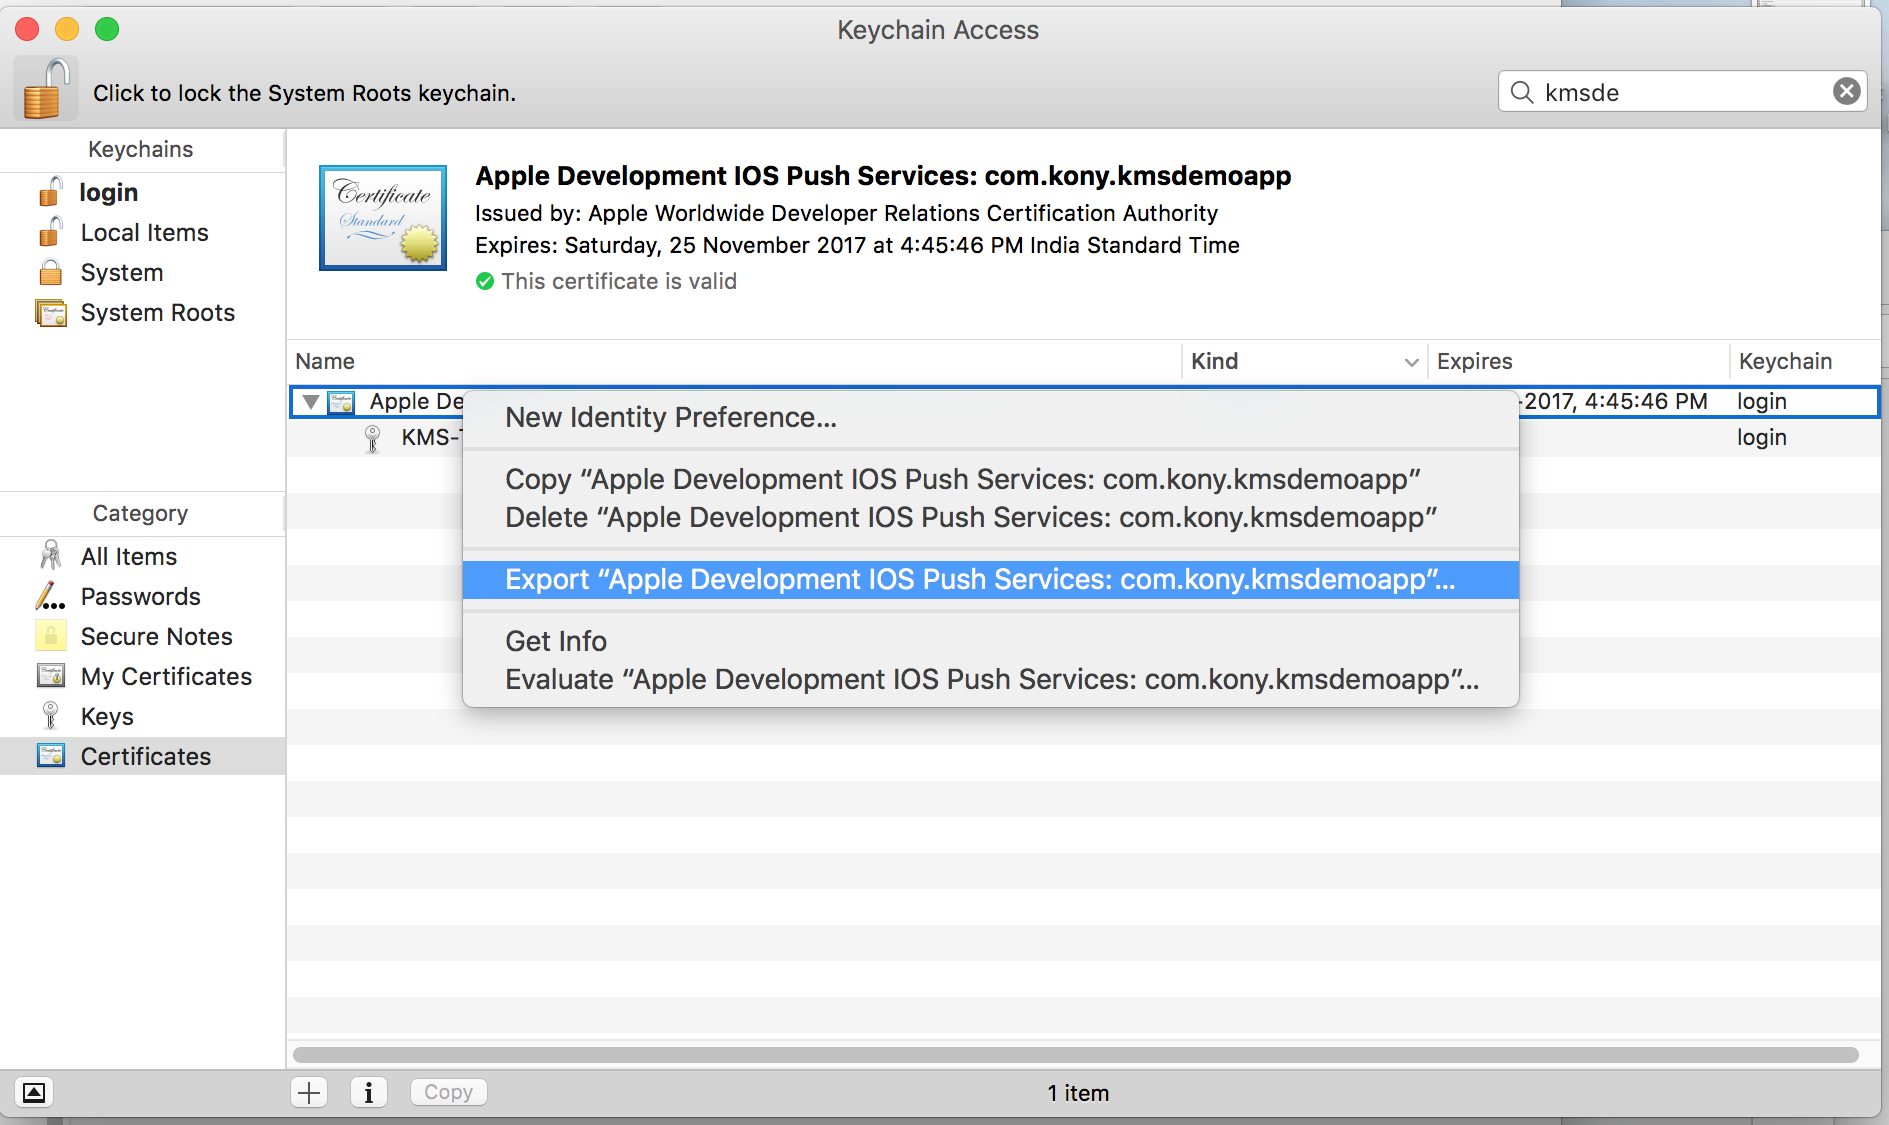 Keychain Access
Click to lock the System Roots keychain.
kmsde
Keychains
login
Local Items
System
System Roots
Category
All Items
Passwords
Secure Notes
My Certificates
Keys
Certificates
Certificate
Standard
Apple Development IOS Push Services: com.kony.kmsdemoapp
Issued by: Apple Worldwide Developer Relations Certification Authority
Expires: Saturday, 25 November 2017 at 4:45:46 PM India Standard Time
This certificate is valid
Name Kind Expires Keychain
Apple De -2017, 4:45:46 PM login
KMS- login
New Identity Preference...
Copy “Apple Development IOS Push Services: com.kony.kmsdemoapp”
Delete “Apple Development IOS Push Services: com.kony.kmsdemoapp”
Export “Apple Development IOS Push Services: com.kony.kmsdemoapp”...
Get Info
Evaluate “Apple Development IOS Push Services: com.kony.kmsdemoapp”...
Copy
1 item